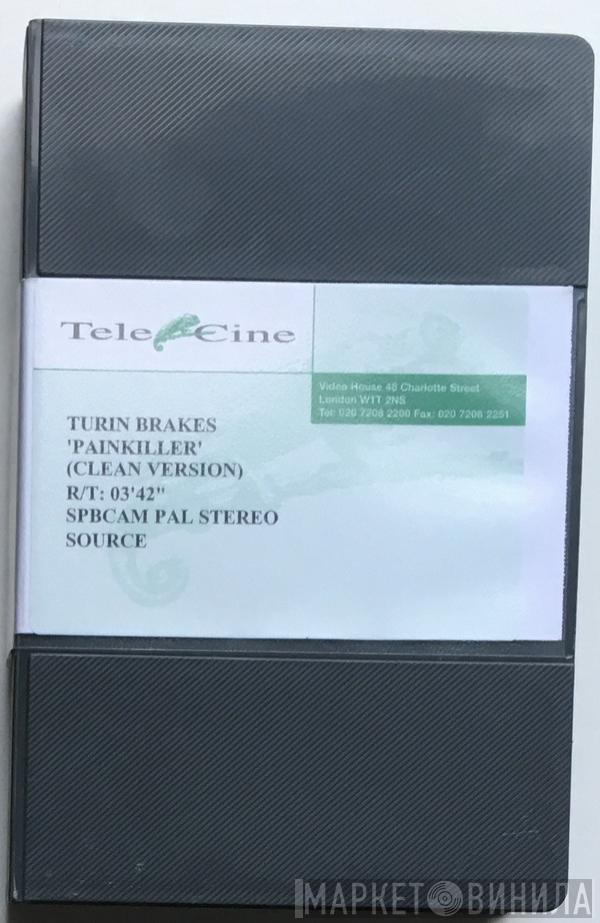 Tele Cine
Video House 48 Charlotte Street
London W1T 2NS
Tel: 020 7208 2200 Fax: 020 7208 2251
TURIN BRAKES
'PAINKILLER'
(CLEAN VERSION)
R/T: 03'42"
SPBCAM PAL STEREO
SOURCE
МАРКЕТ ВИНИЛА